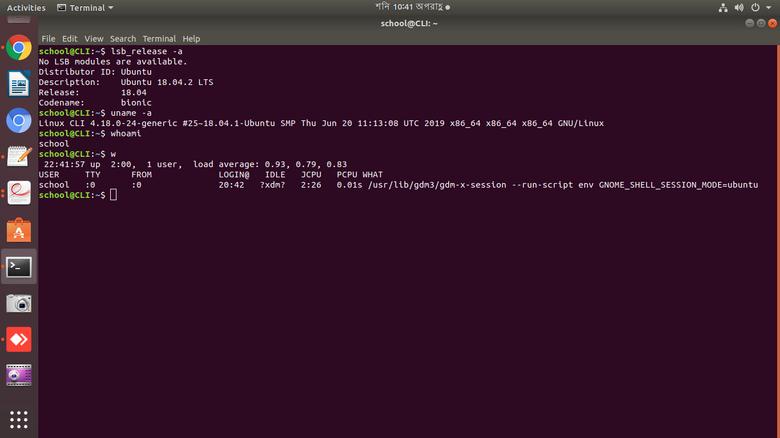 Activities Terminal শনি 10:41 অপরাহ্ণ
school@CLI: ~
File Edit View Search Terminal Help
school@CLI:~$ lsb_release -a
No LSB modules are available.
Distributor ID: Ubuntu
Description: Ubuntu 18.04.2 LTS
Release: 18.04
Codename: bionic
school@CLI:~$ uname -a
Linux CLI 4.18.0-24-generic #25~18.04.1-Ubuntu SMP Thu Jun 20 11:13:08 UTC 2019 x86_64 x86_64 x86_64 GNU/Linux
school@CLI:~$ whoami
school
school@CLI:~$ w
22:41:57 up 2:00, 1 user, load average: 0.93, 0.79, 0.83
USER TTY FROM LOGIN@ IDLE JCPU PCPU WHAT
school :0 :0 20:42 ?xdm? 2:26 0.01s /usr/lib/gdm3/gdm-x-session --run-script env GNOME_SHELL_SESSION_MODE=ubuntu
school@CLI:~$